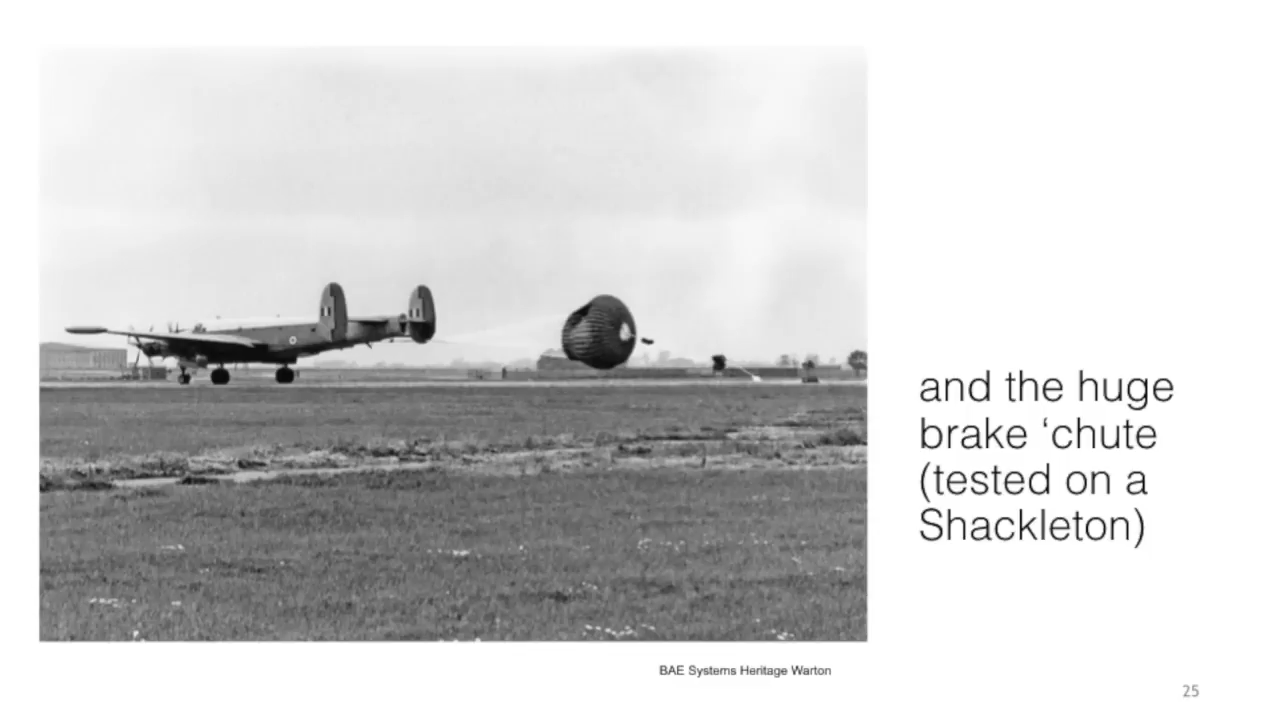 and the huge
brake ‘chute
(tested on a
Shackleton)
BAE Systems Heritage Warton
25